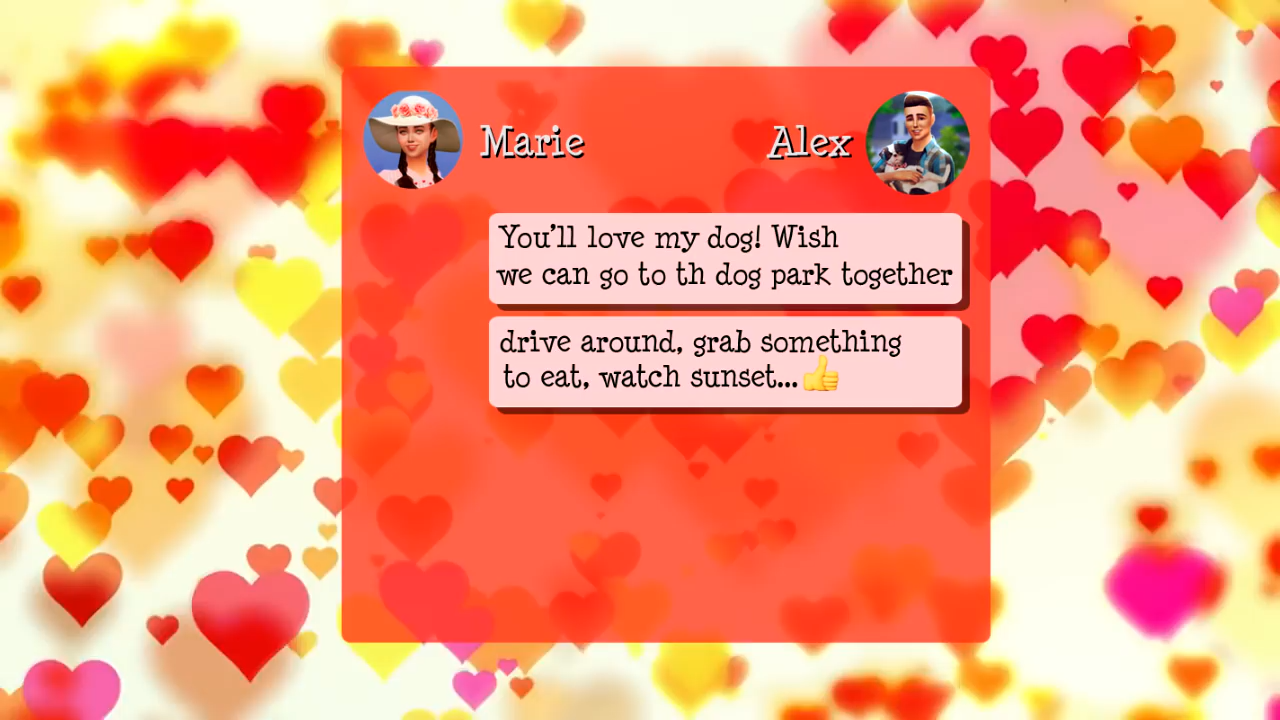 Marie
Alex
You'll love my dog! Wish
we can go to th dog park together
drive around, grab something
to eat, watch sunset...👍